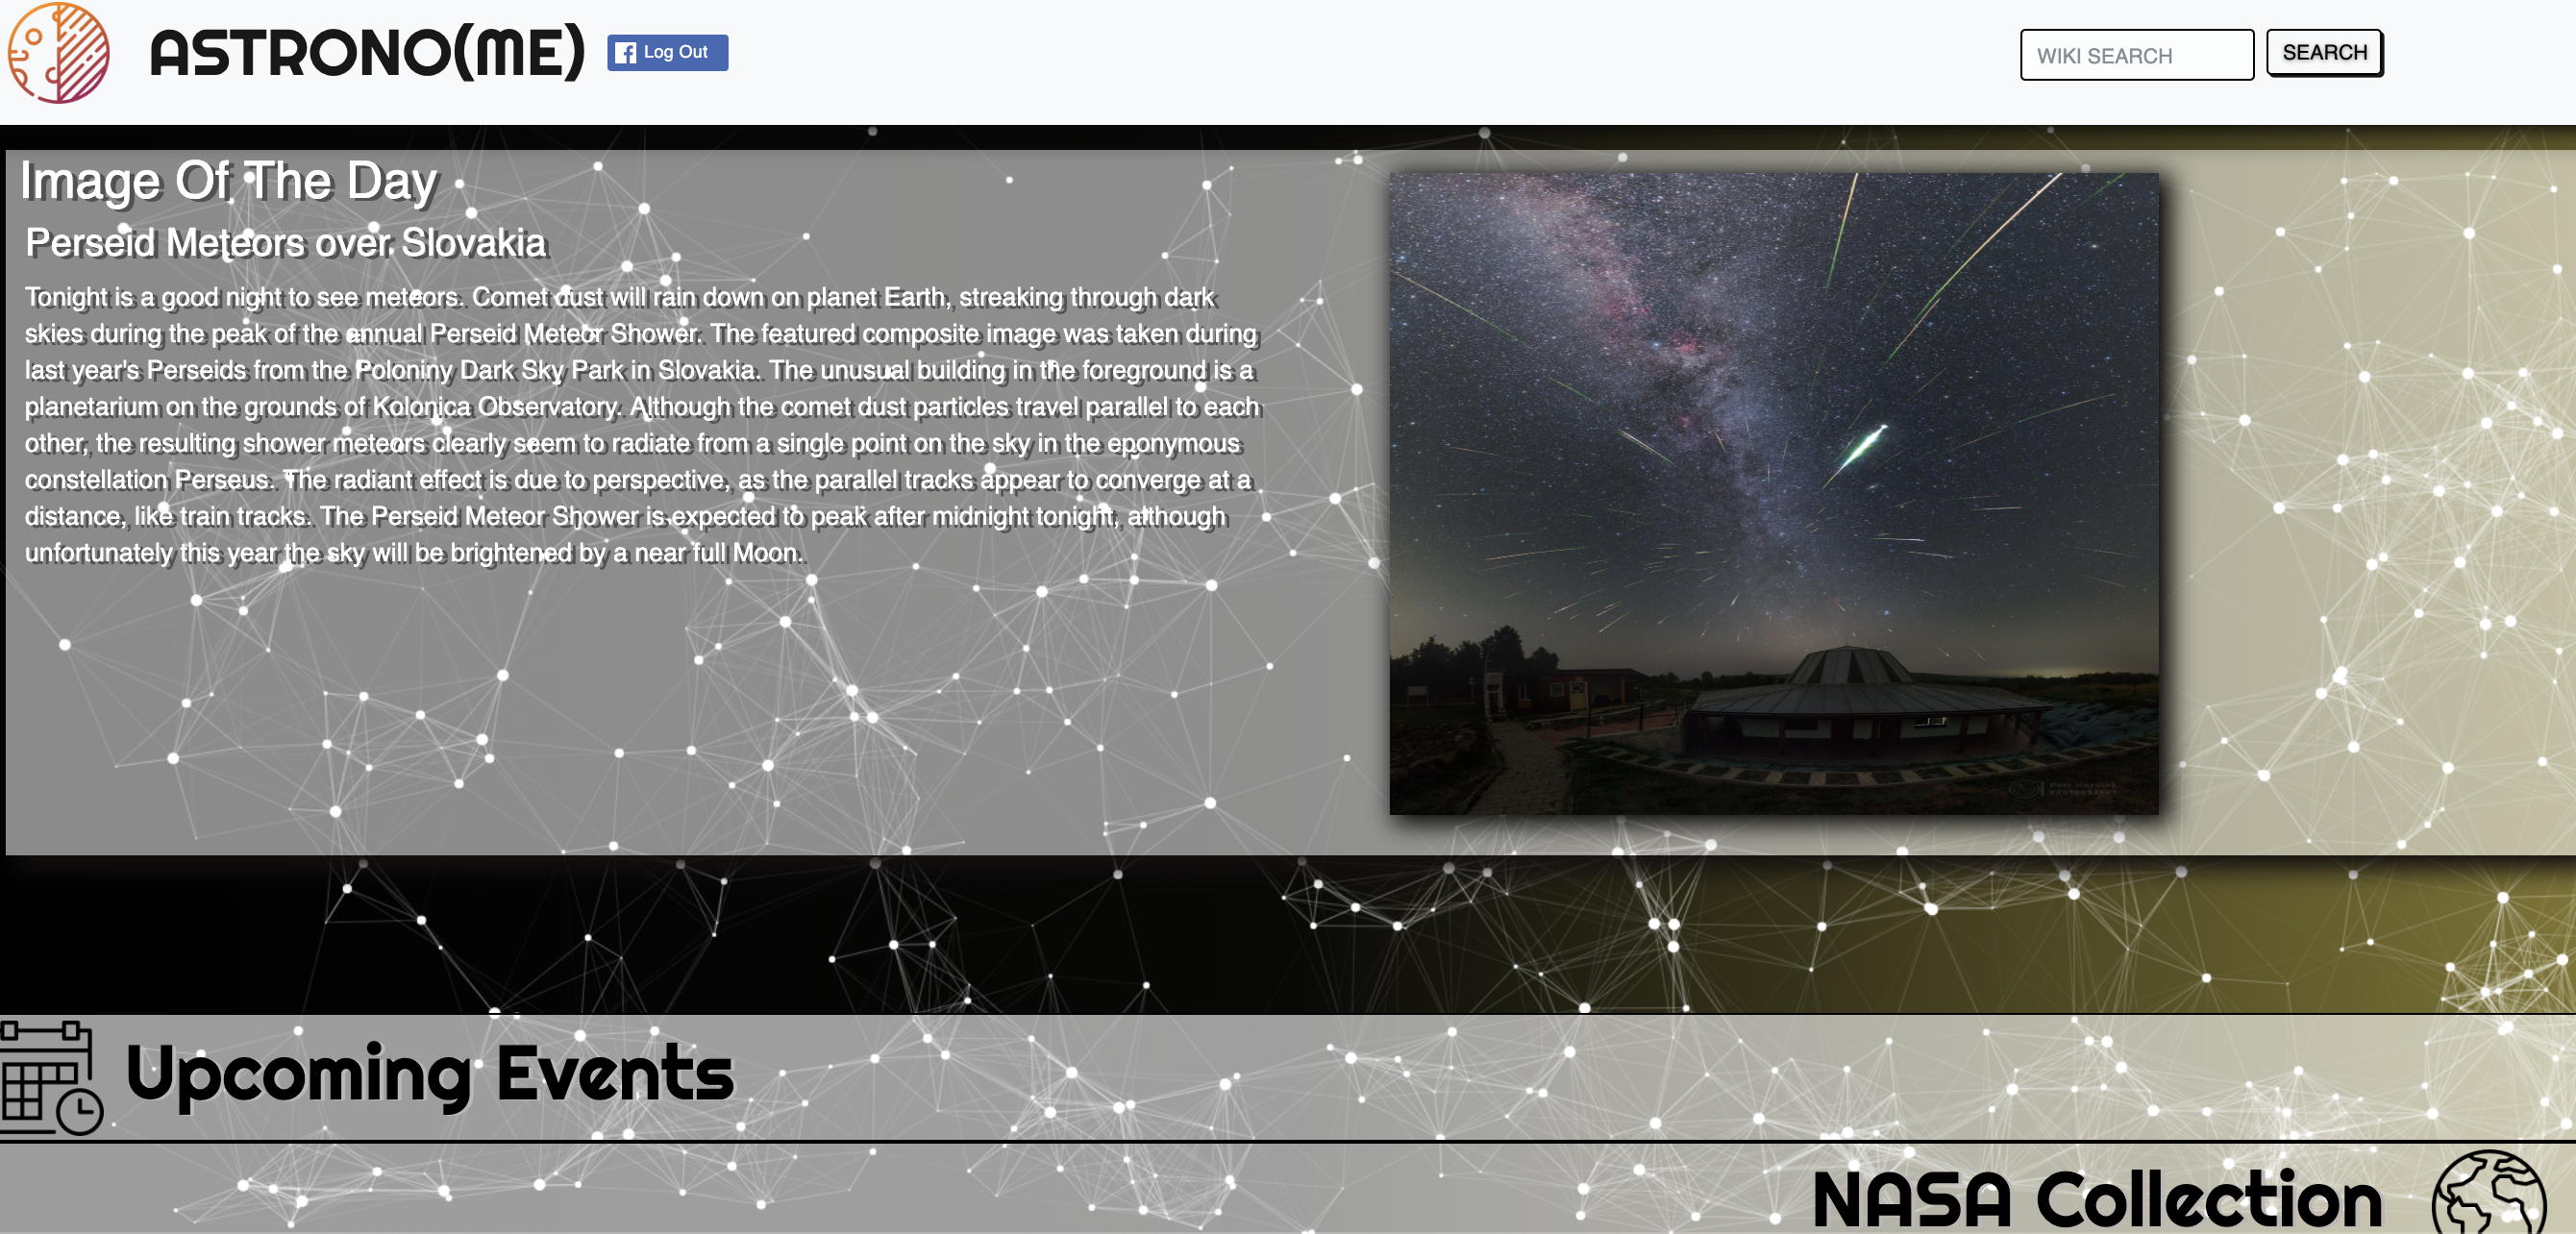 ASTRONO(ME)
Log Out
WIKI SEARCH
SEARCH
Image Of The Day
Perseid Meteors over Slovakia
Tonight is a good night to see meteors. Comet dust will rain down on planet Earth, streaking through dark
skies during the peak of the annual Perseid Meteor Shower. The featured composite image was taken during
last year's Perseids from the Poloniny Dark Sky Park in Slovakia. The unusual building in the foreground is a
planetarium on the grounds of Kolonica Observatory. Although the comet dust particles travel parallel to each
other, the resulting shower meteors clearly seem to radiate from a single point on the sky in the eponymous
constellation Perseus. The radiant effect is due to perspective, as the parallel tracks appear to converge at a
distance, like train tracks. The Perseid Meteor Shower is expected to peak after midnight tonight, although
unfortunately this year the sky will be brightened by a near full Moon.
Upcoming Events
NASA Collection